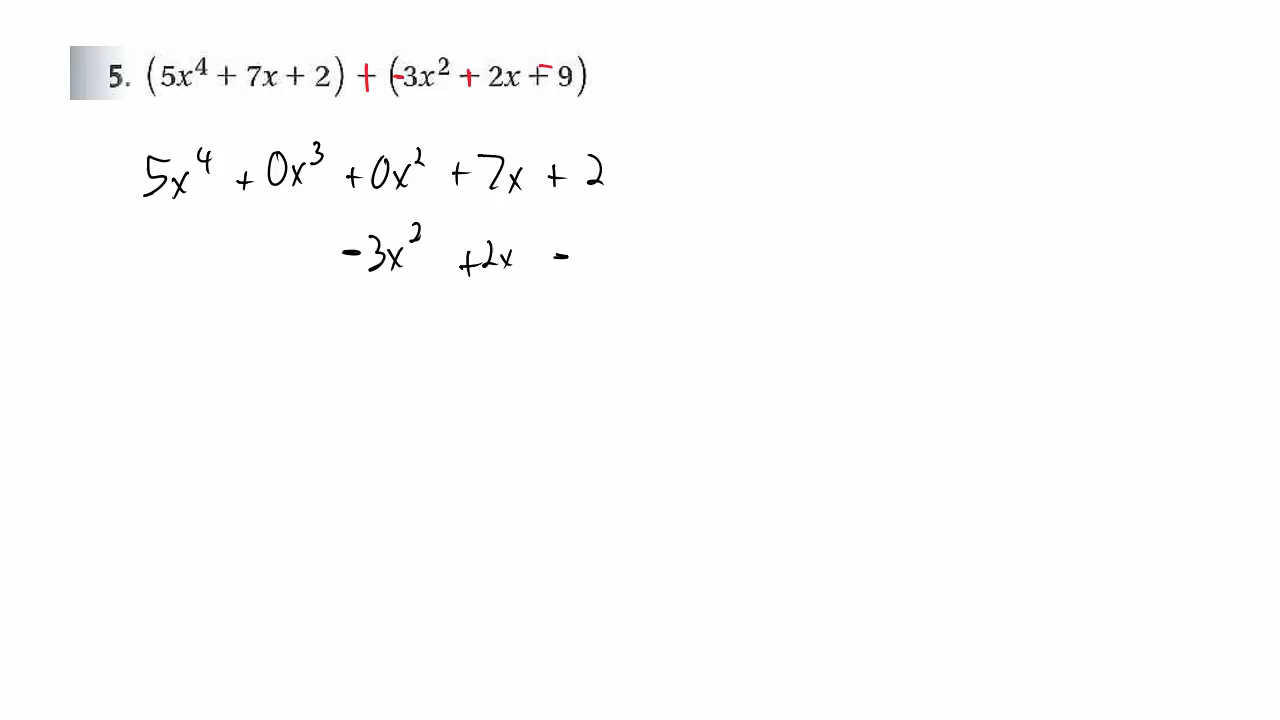 5. (5x⁴ + 7x + 2) + (-3x² + 2x - 9)
5x⁴ + 0x³ + 0x² + 7x + 2
-3x² + 2x -